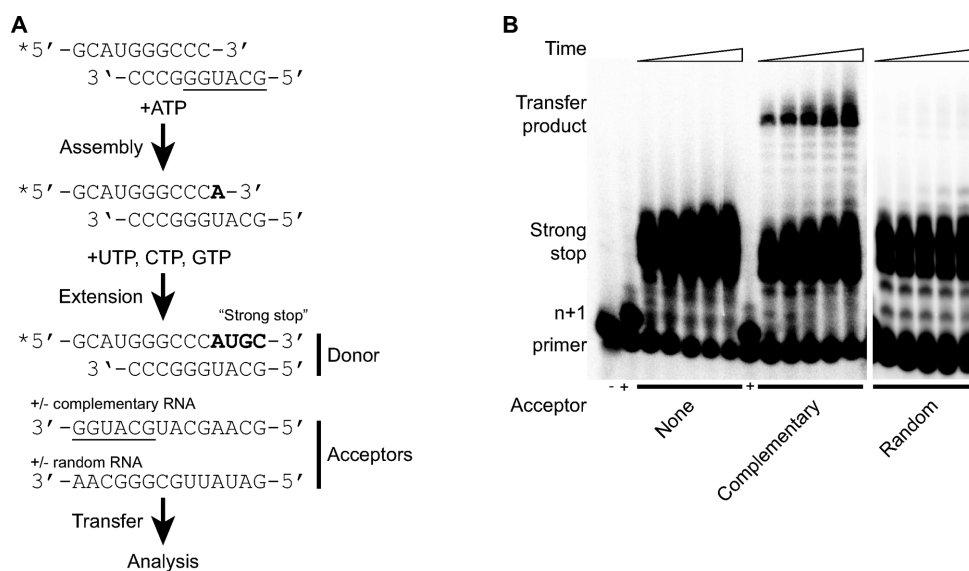 A
*5′-GCAUGGGCCC-3′
3‵-CCCGGGUACG-5′
+ATP
Assembly
*5′-GCAUGGGCCCA-3′
3‵-CCCGGGUACG-5′
+UTP, CTP, GTP
Extension
“Strong stop”
*5′-GCAUGGGCCCAUGC-3′
3‵-CCCGGGUACG-5′
Donor
+/- complementary RNA
3′-GGUACGUACGAACG-5′
+/- random RNA
3′-AACGGGCGUUAUAG-5′
Acceptors
Transfer
Analysis
B
Time
Transfer
product
Strong
stop
n+1
primer
- + +
Acceptor
None
Complementary
Random